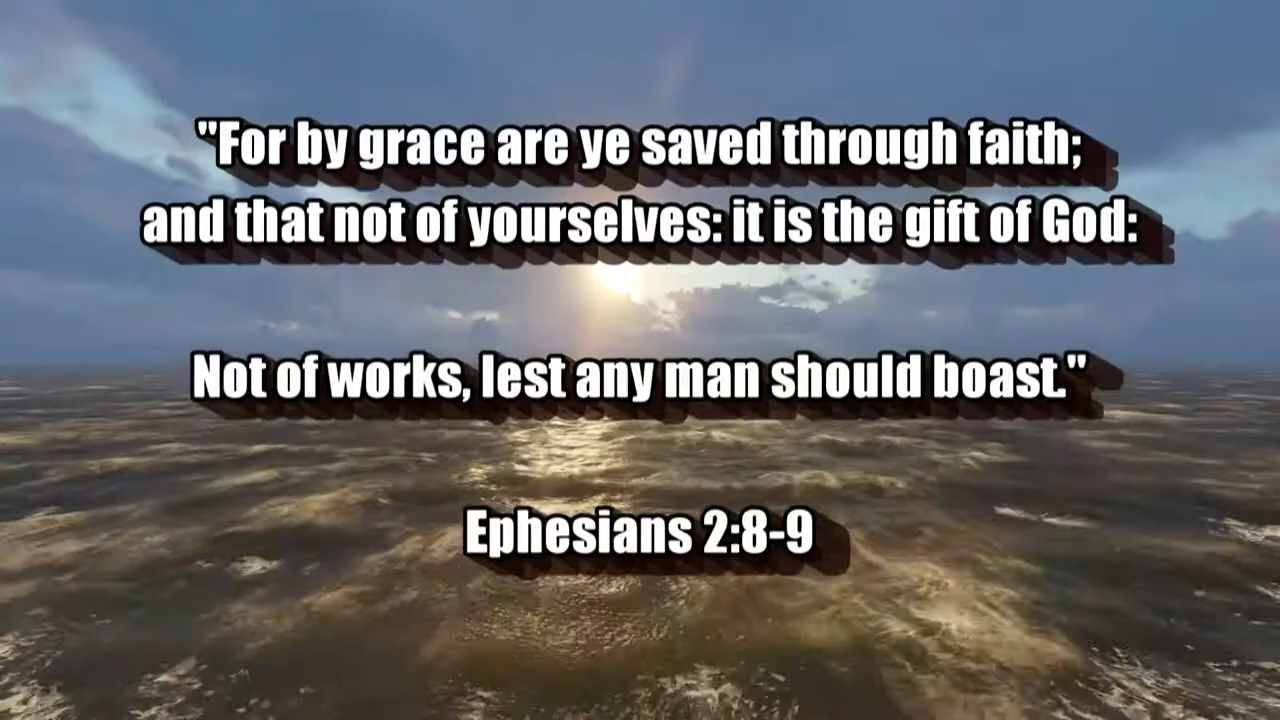 "For by grace are ye saved through faith;
and that not of yourselves: it is the gift of God:
Not of works, lest any man should boast."
Ephesians 2:8-9